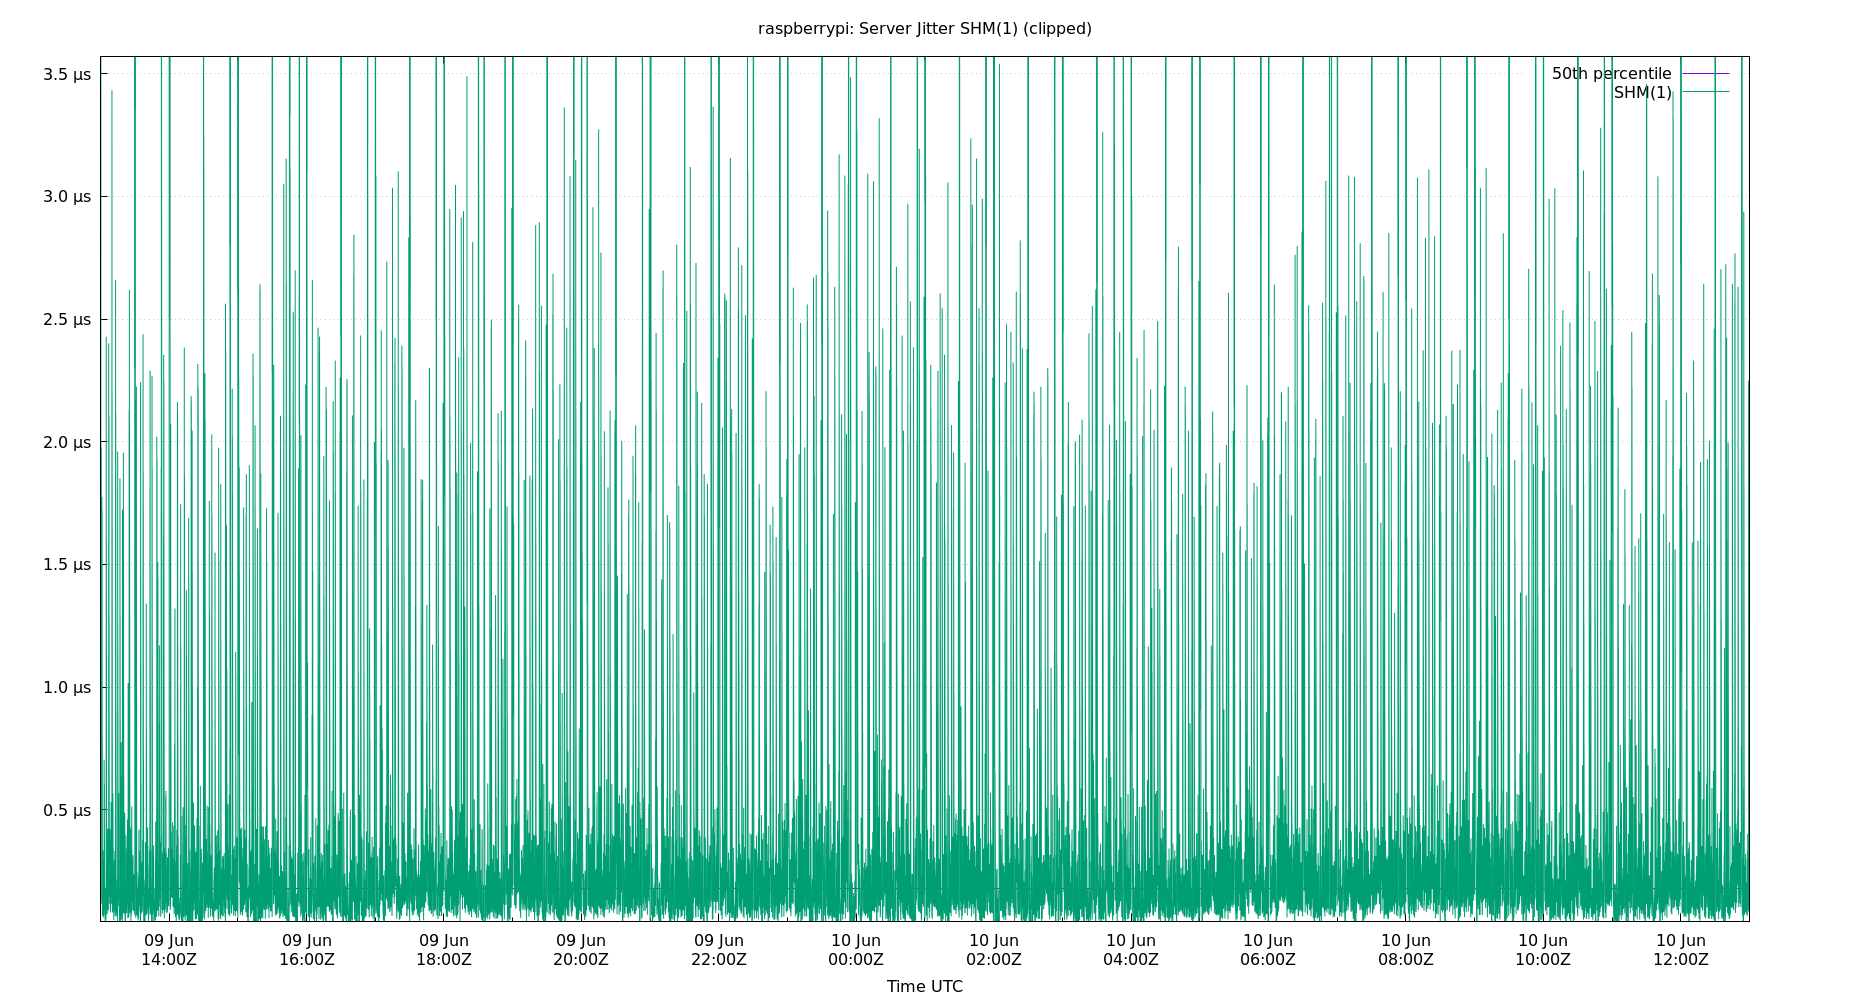 raspberrypi: Server Jitter SHM(1) (clipped)
50th percentile
SHM(1)
3.5 µs
3.0 µs
2.5 µs
2.0 µs
1.5 µs
1.0 µs
0.5 µs
09 Jun 09 Jun 09 Jun 09 Jun 09 Jun 10 Jun 10 Jun 10 Jun 10 Jun 10 Jun 10 Jun 10 Jun
14:00Z 16:00Z 18:00Z 20:00Z 22:00Z 00:00Z 02:00Z 04:00Z 06:00Z 08:00Z 10:00Z 12:00Z
Time UTC